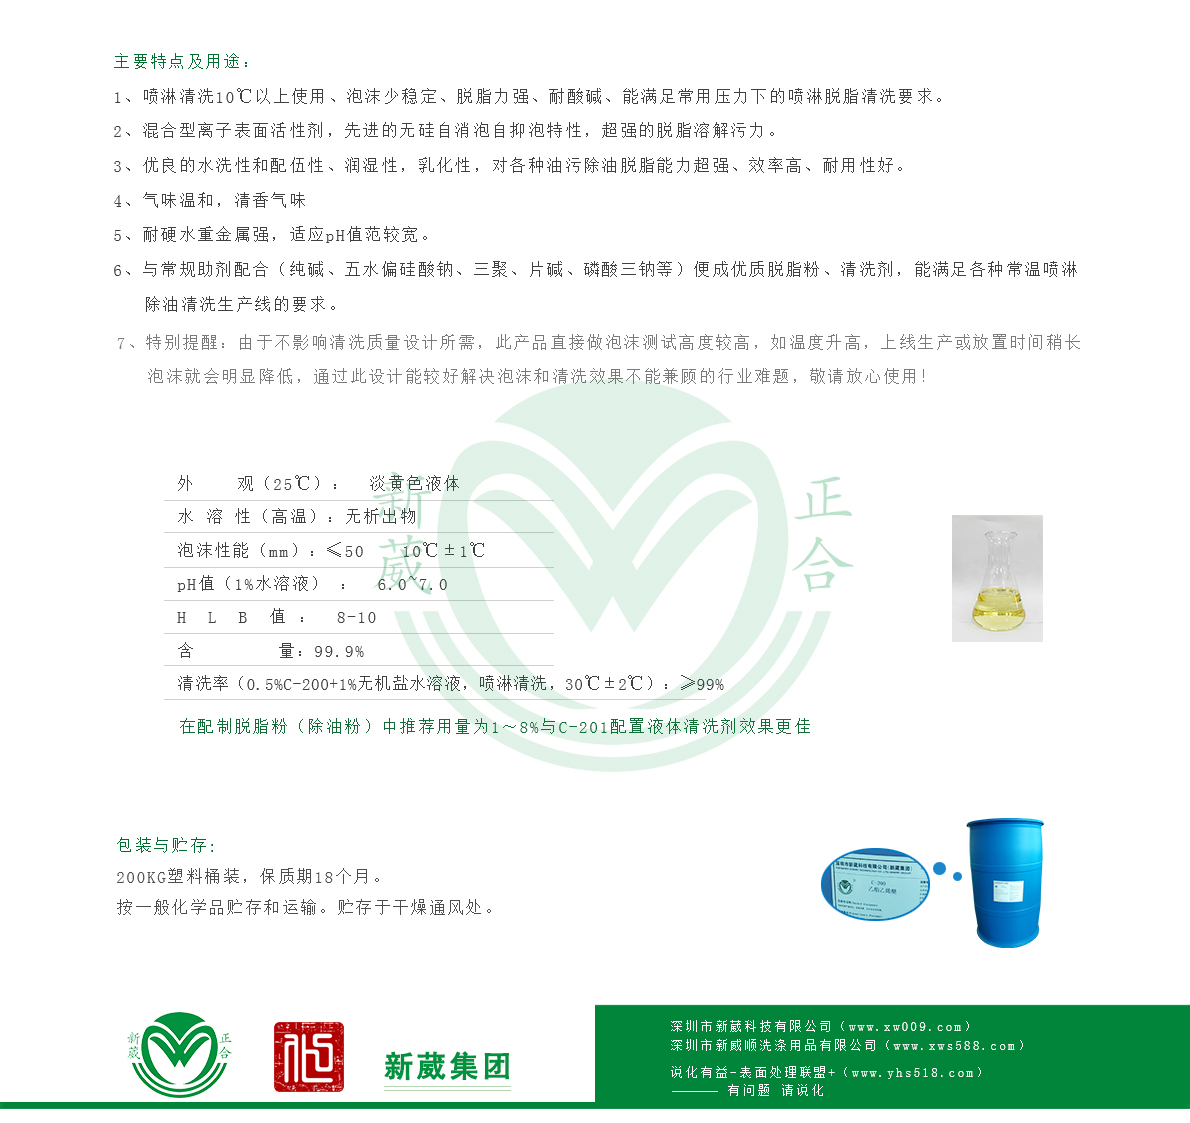 主要特点及用途：
1、喷淋清洗10℃以上使用、泡沫少稳定、脱脂力强、耐酸碱、能满足常用压力下的喷淋脱脂清洗要求。
2、混合型离子表面活性剂，先进的无硅自消泡自抑泡特性，超强的脱脂溶解污力。
3、优良的水洗性和配伍性、润湿性，乳化性，对各种油污除油脱脂能力超强、效率高、耐用性好。
4、气味温和，清香气味
5、耐硬水重金属强，适应pH值范较宽。
6、与常规助剂配合（纯碱、五水偏硅酸钠、三聚、片碱、磷酸三钠等）便成优质脱脂粉、清洗剂，能满足各种常温喷淋
除油清洗生产线的要求。
7、特别提醒：由于不影响清洗质量设计所需，此产品直接做泡沫测试高度较高，如温度升高，上线生产或放置时间稍长
泡沫就会明显降低，通过此设计能较好解决泡沫和清洗效果不能兼顾的行业难题，敬请放心使用！
新葳 正合
外 观（25℃）： 淡黄色液体
水 溶 性（高温）：无析出物
泡沫性能（mm）：≤50 10℃±1℃
pH值（1%水溶液） ： 6.0~7.0
H L B 值 ： 8-10
含 量：99.9%
清洗率（0.5%C-200+1%无机盐水溶液，喷淋清洗，30℃±2℃）：≥99%
在配制脱脂粉（除油粉）中推荐用量为1～8%与C-201配置液体清洗剂效果更佳
包装与贮存:
200KG塑料桶装，保质期18个月。
按一般化学品贮存和运输。贮存于干燥通风处。
深圳市新葳科技有限公司(新葳集团)
C-200
新葳 正合
新葳集团
深圳市新葳科技有限公司（www.xw009.com）
深圳市新威顺洗涤用品有限公司（www.xws588.com）
说化有益-表面处理联盟+（www.yhs518.com）
——— 有问题 请说化